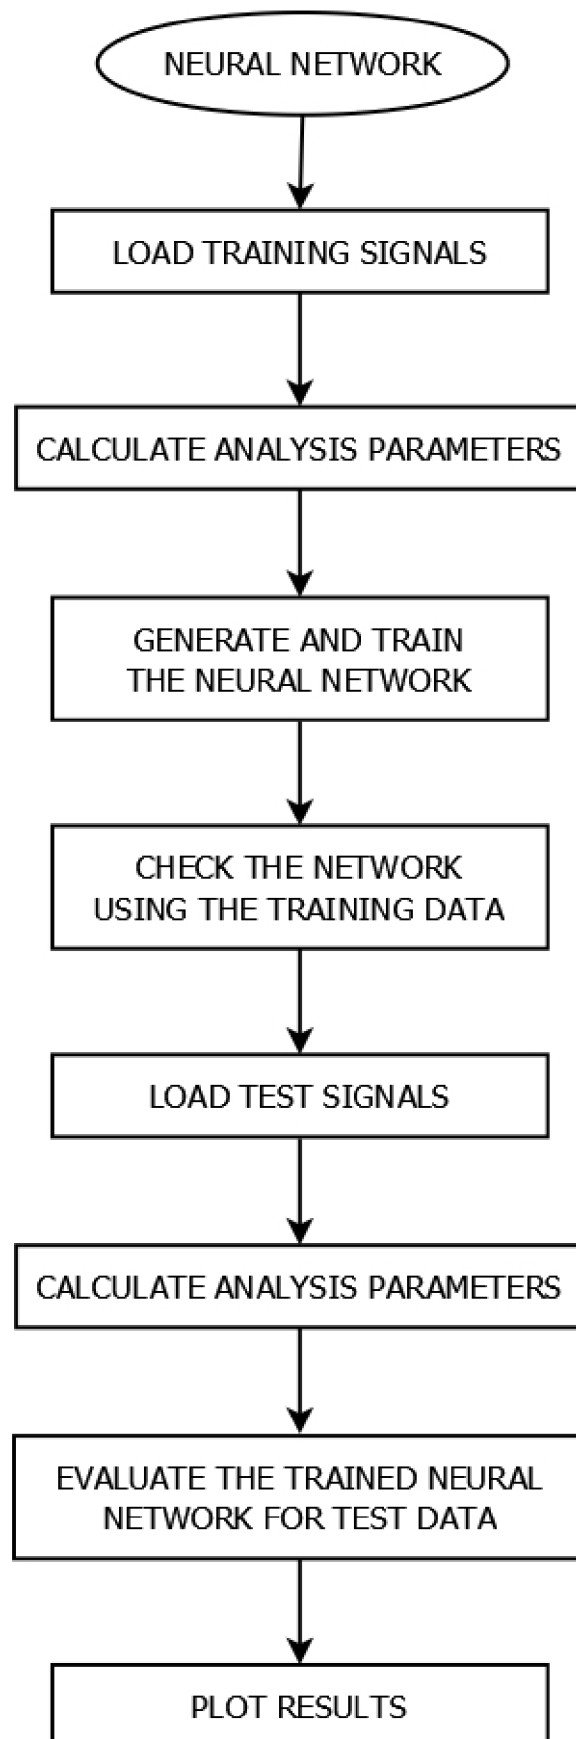 NEURAL NETWORK
LOAD TRAINING SIGNALS
CALCULATE ANALYSIS PARAMETERS
GENERATE AND TRAIN
THE NEURAL NETWORK
CHECK THE NETWORK
USING THE TRAINING DATA
LOAD TEST SIGNALS
CALCULATE ANALYSIS PARAMETERS
EVALUATE THE TRAINED NEURAL
NETWORK FOR TEST DATA
PLOT RESULTS